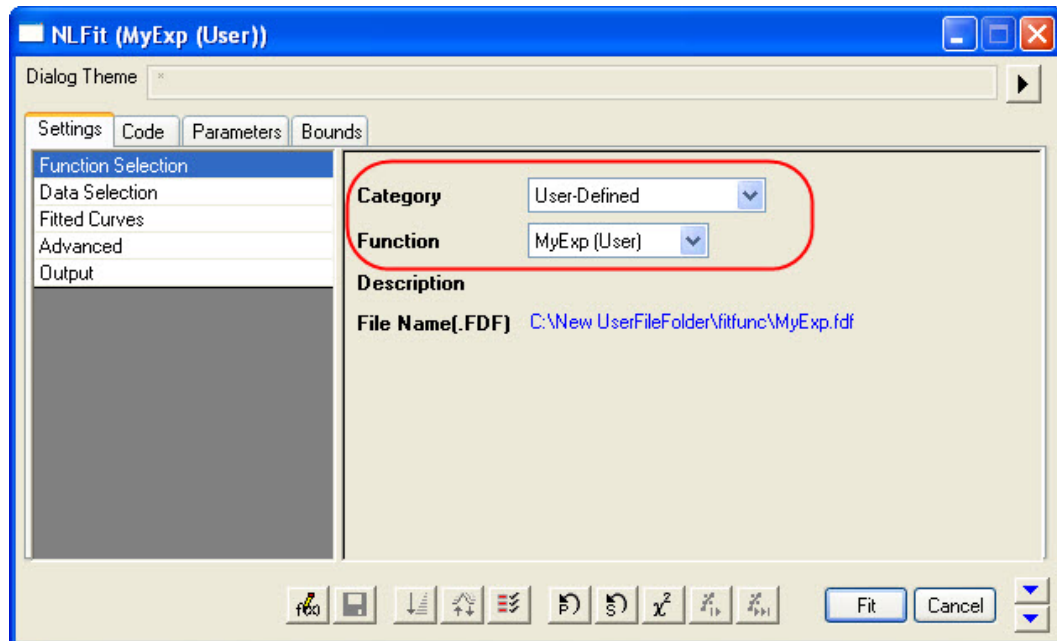 NLFit (MyExp (User))
Dialog Theme *
Settings Code Parameters Bounds
Function Selection
Data Selection
Fitted Curves
Advanced
Output
Category User-Defined
Function MyExp (User)
Description
File Name(.FDF) C:\New UserFileFolder\fitfunc\MyExp.fdf
P S χ² Fit Cancel